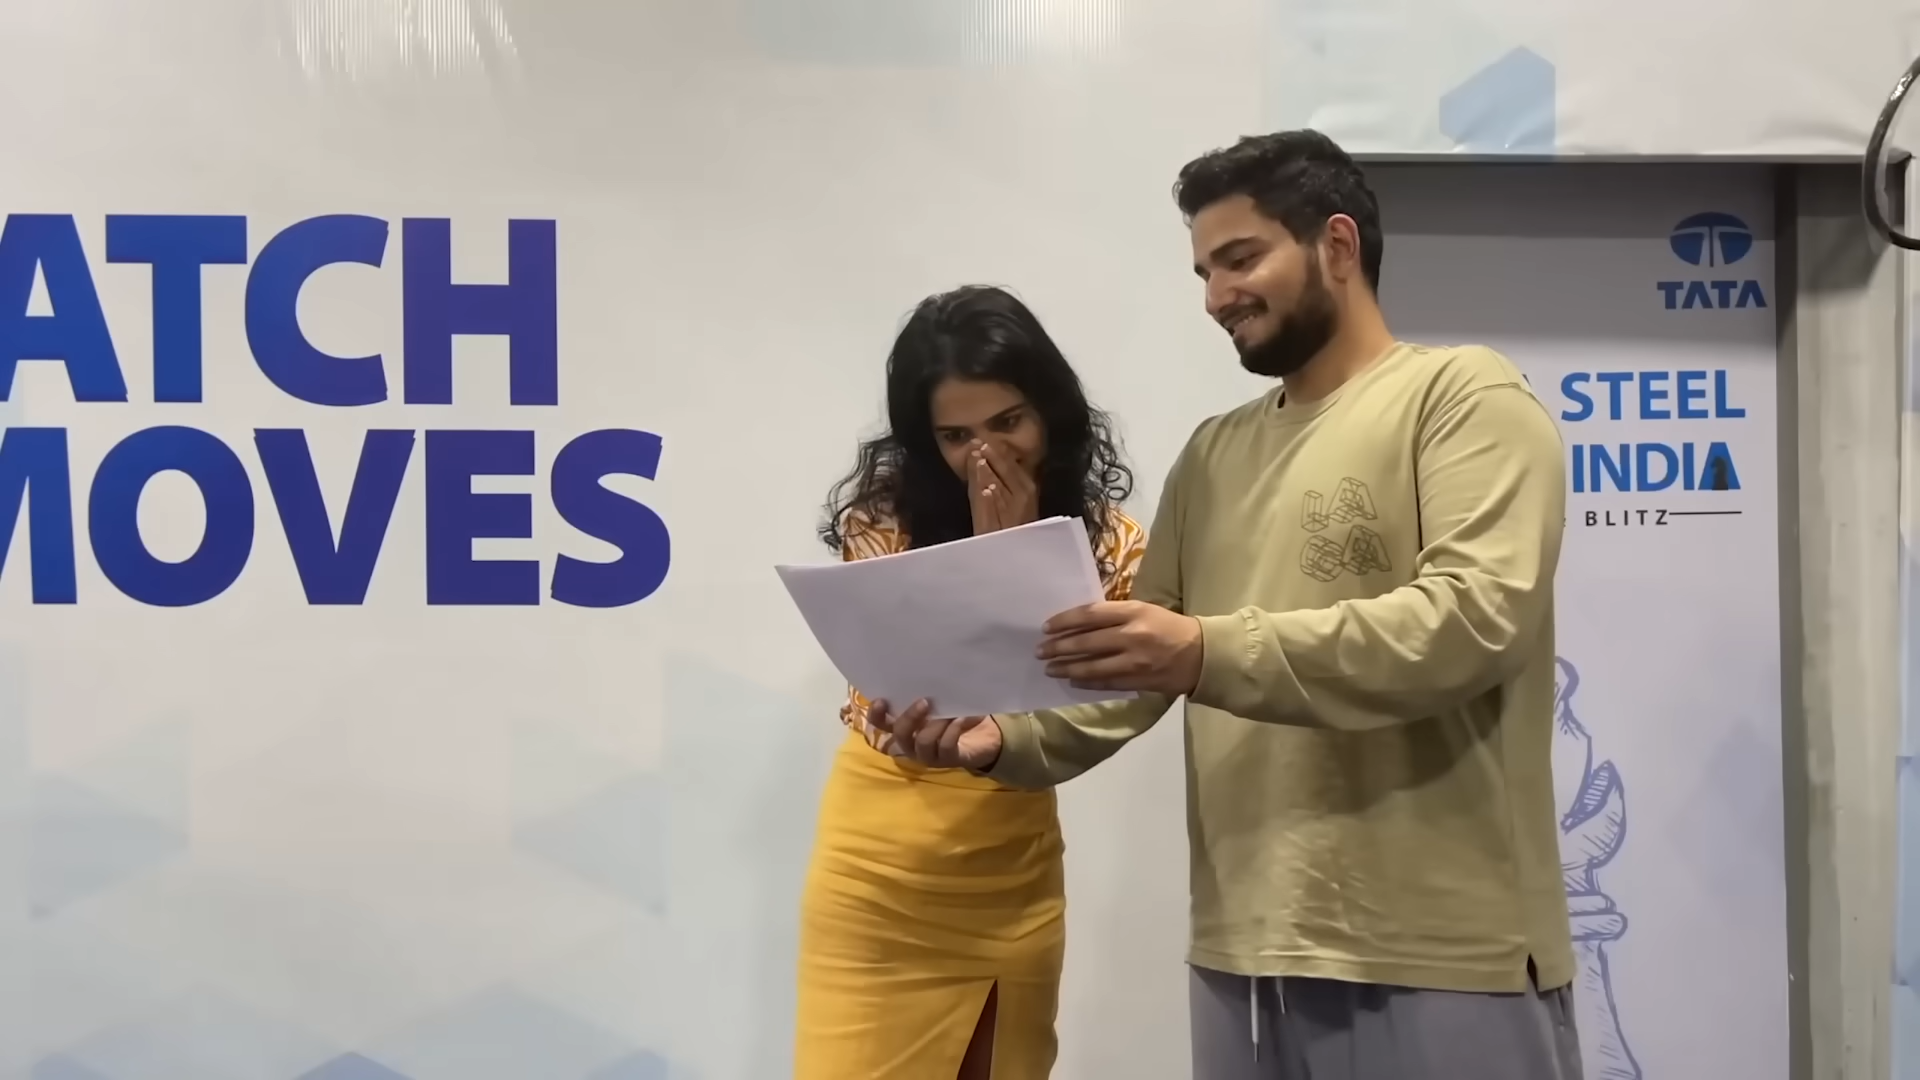 ATCH
MOVES
TATA
STEEL
INDIA
BLITZ